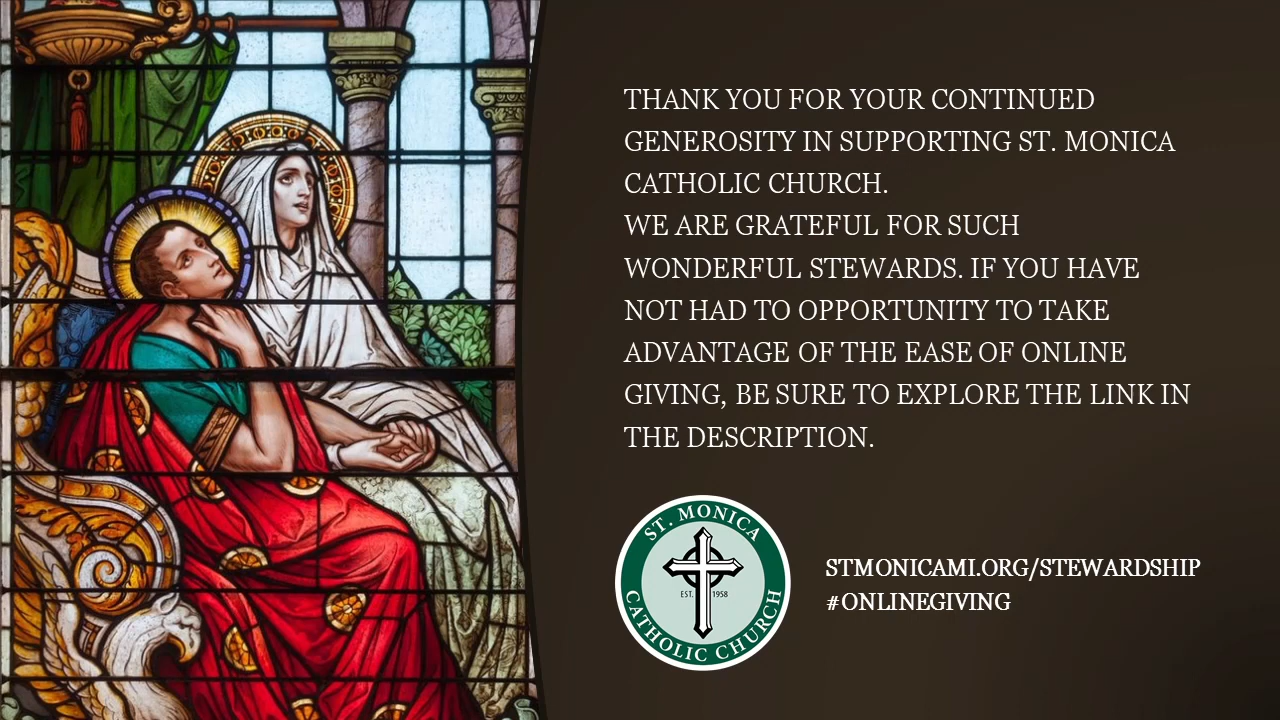 THANK YOU FOR YOUR CONTINUED
GENEROSITY IN SUPPORTING ST. MONICA
CATHOLIC CHURCH.
WE ARE GRATEFUL FOR SUCH
WONDERFUL STEWARDS. IF YOU HAVE
NOT HAD TO OPPORTUNITY TO TAKE
ADVANTAGE OF THE EASE OF ONLINE
GIVING, BE SURE TO EXPLORE THE LINK IN
THE DESCRIPTION.
ST. MONICA
EST. 1958
CATHOLIC CHURCH
STMONICAMI.ORG/STEWARDSHIP
#ONLINEGIVING